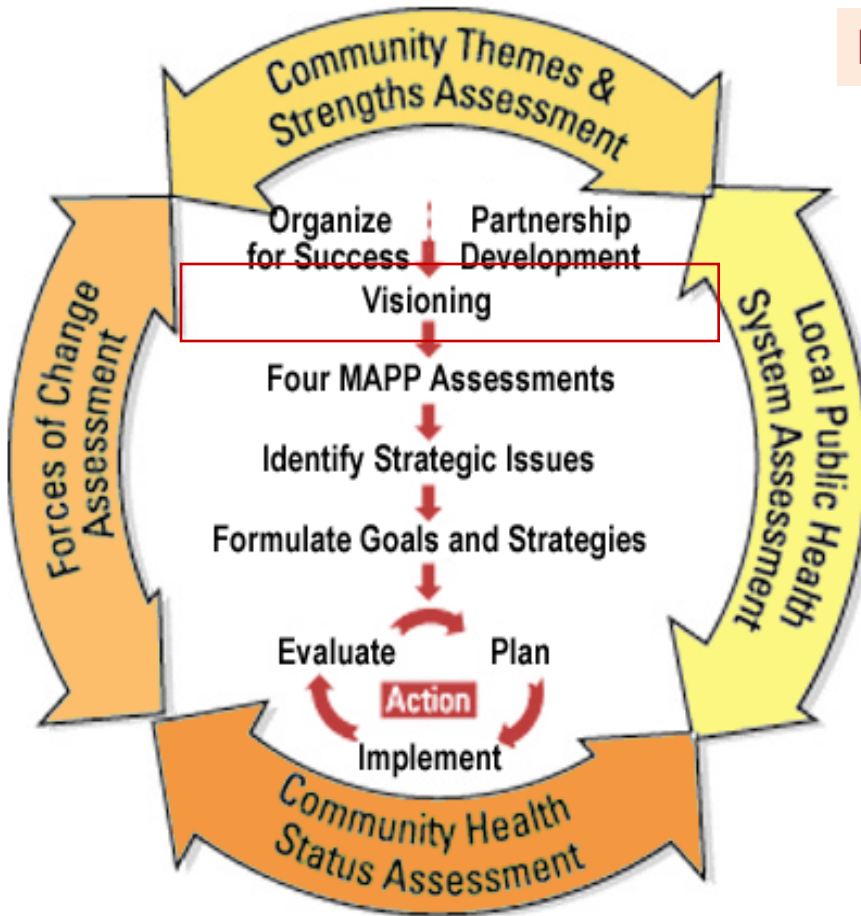 Community Themes &
Strengths Assessment
Organize
for Success
Partnership
Development
Visioning
Four MAPP Assessments
Identify Strategic Issues
Formulate Goals and Strategies
Evaluate
Plan
Action
Implement
Forces of Change
Assessment
Local Public Health
System Assessment
Community Health
Status Assessment